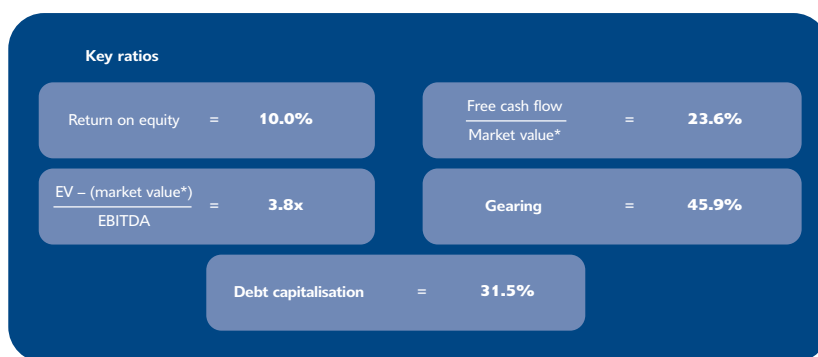 Key ratios
Return on equity = 10.0%
Free cash flow
Market value*
= 23.6%
EV – (market value*)
EBITDA
= 3.8x
Gearing = 45.9%
Debt capitalisation = 31.5%